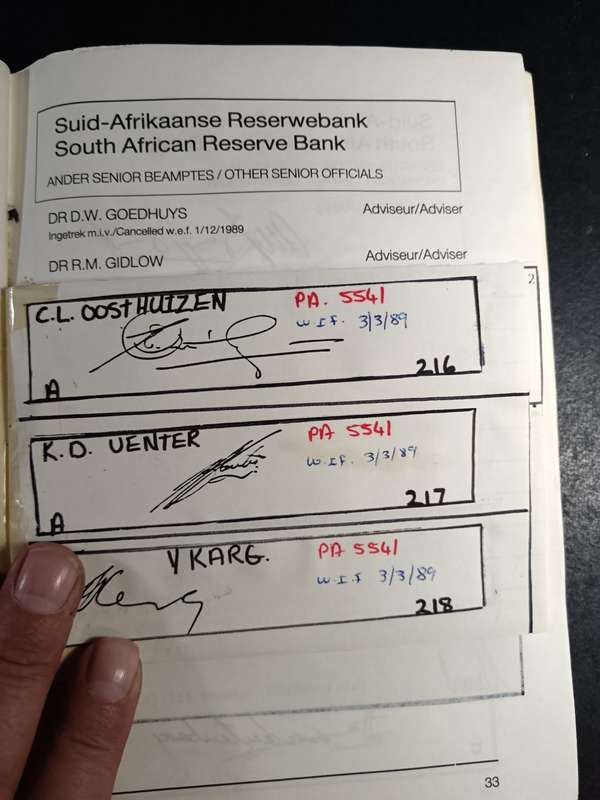 Suid-Afrikaanse Reserwebank
South African Reserve Bank
ANDER SENIOR BEAMPTES / OTHER SENIOR OFFICIALS
DR D.W. GOEDHUYS Adviseur/Adviser
Ingetrek m.i.v./Cancelled w.e.f. 1/12/1989
DR R.M. GIDLOW Adviseur/Adviser
C.L. OOSTHUIZEN PA. 5541
w.I.f. 3/3/89
A 216
K.D. UENTER PA 5541
w.I.f. 3/3/89
A 217
Y KARG. PA 5541
w.I.f 3/3/89
218
33